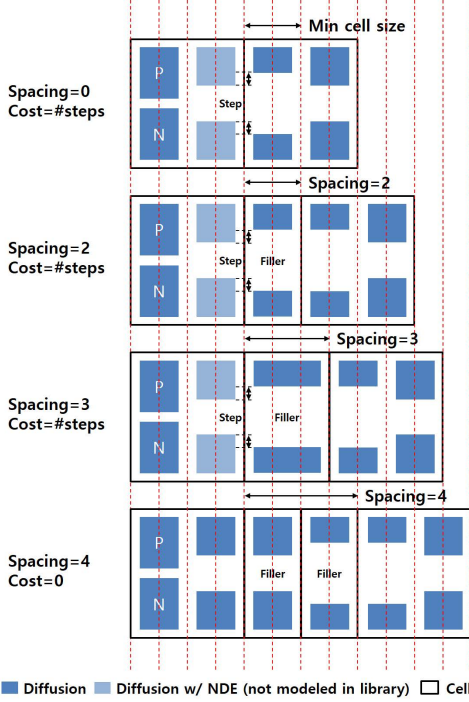 Min cell size
P
Spacing=0
Cost=#steps
Step
N
Spacing=2
P
Spacing=2
Cost=#steps
Step
Filler
N
Spacing=3
P
Spacing=3
Cost=#steps
Step
Filler
N
Spacing=4
P
Spacing=4
Cost=0
Filler
Filler
N
Diffusion
Diffusion w/ NDE (not modeled in library)
Cell